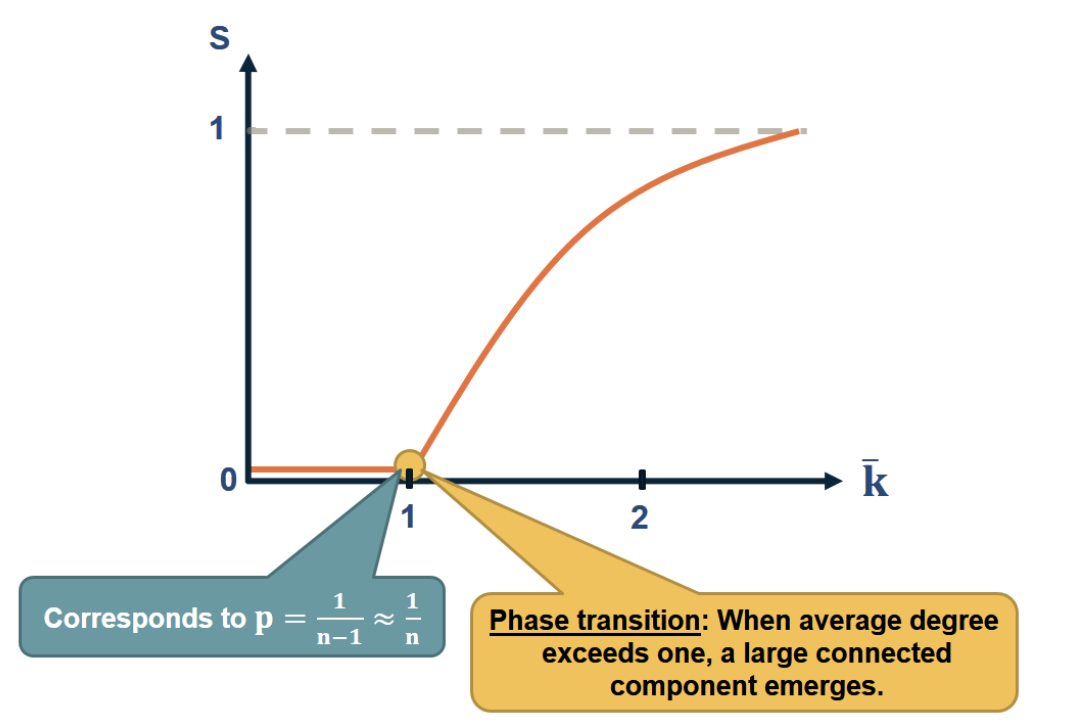 S
1
0
k̄
1
2
Corresponds to p = 1/(n−1) ≈ 1/n
Phase transition: When average degree
exceeds one, a large connected
component emerges.